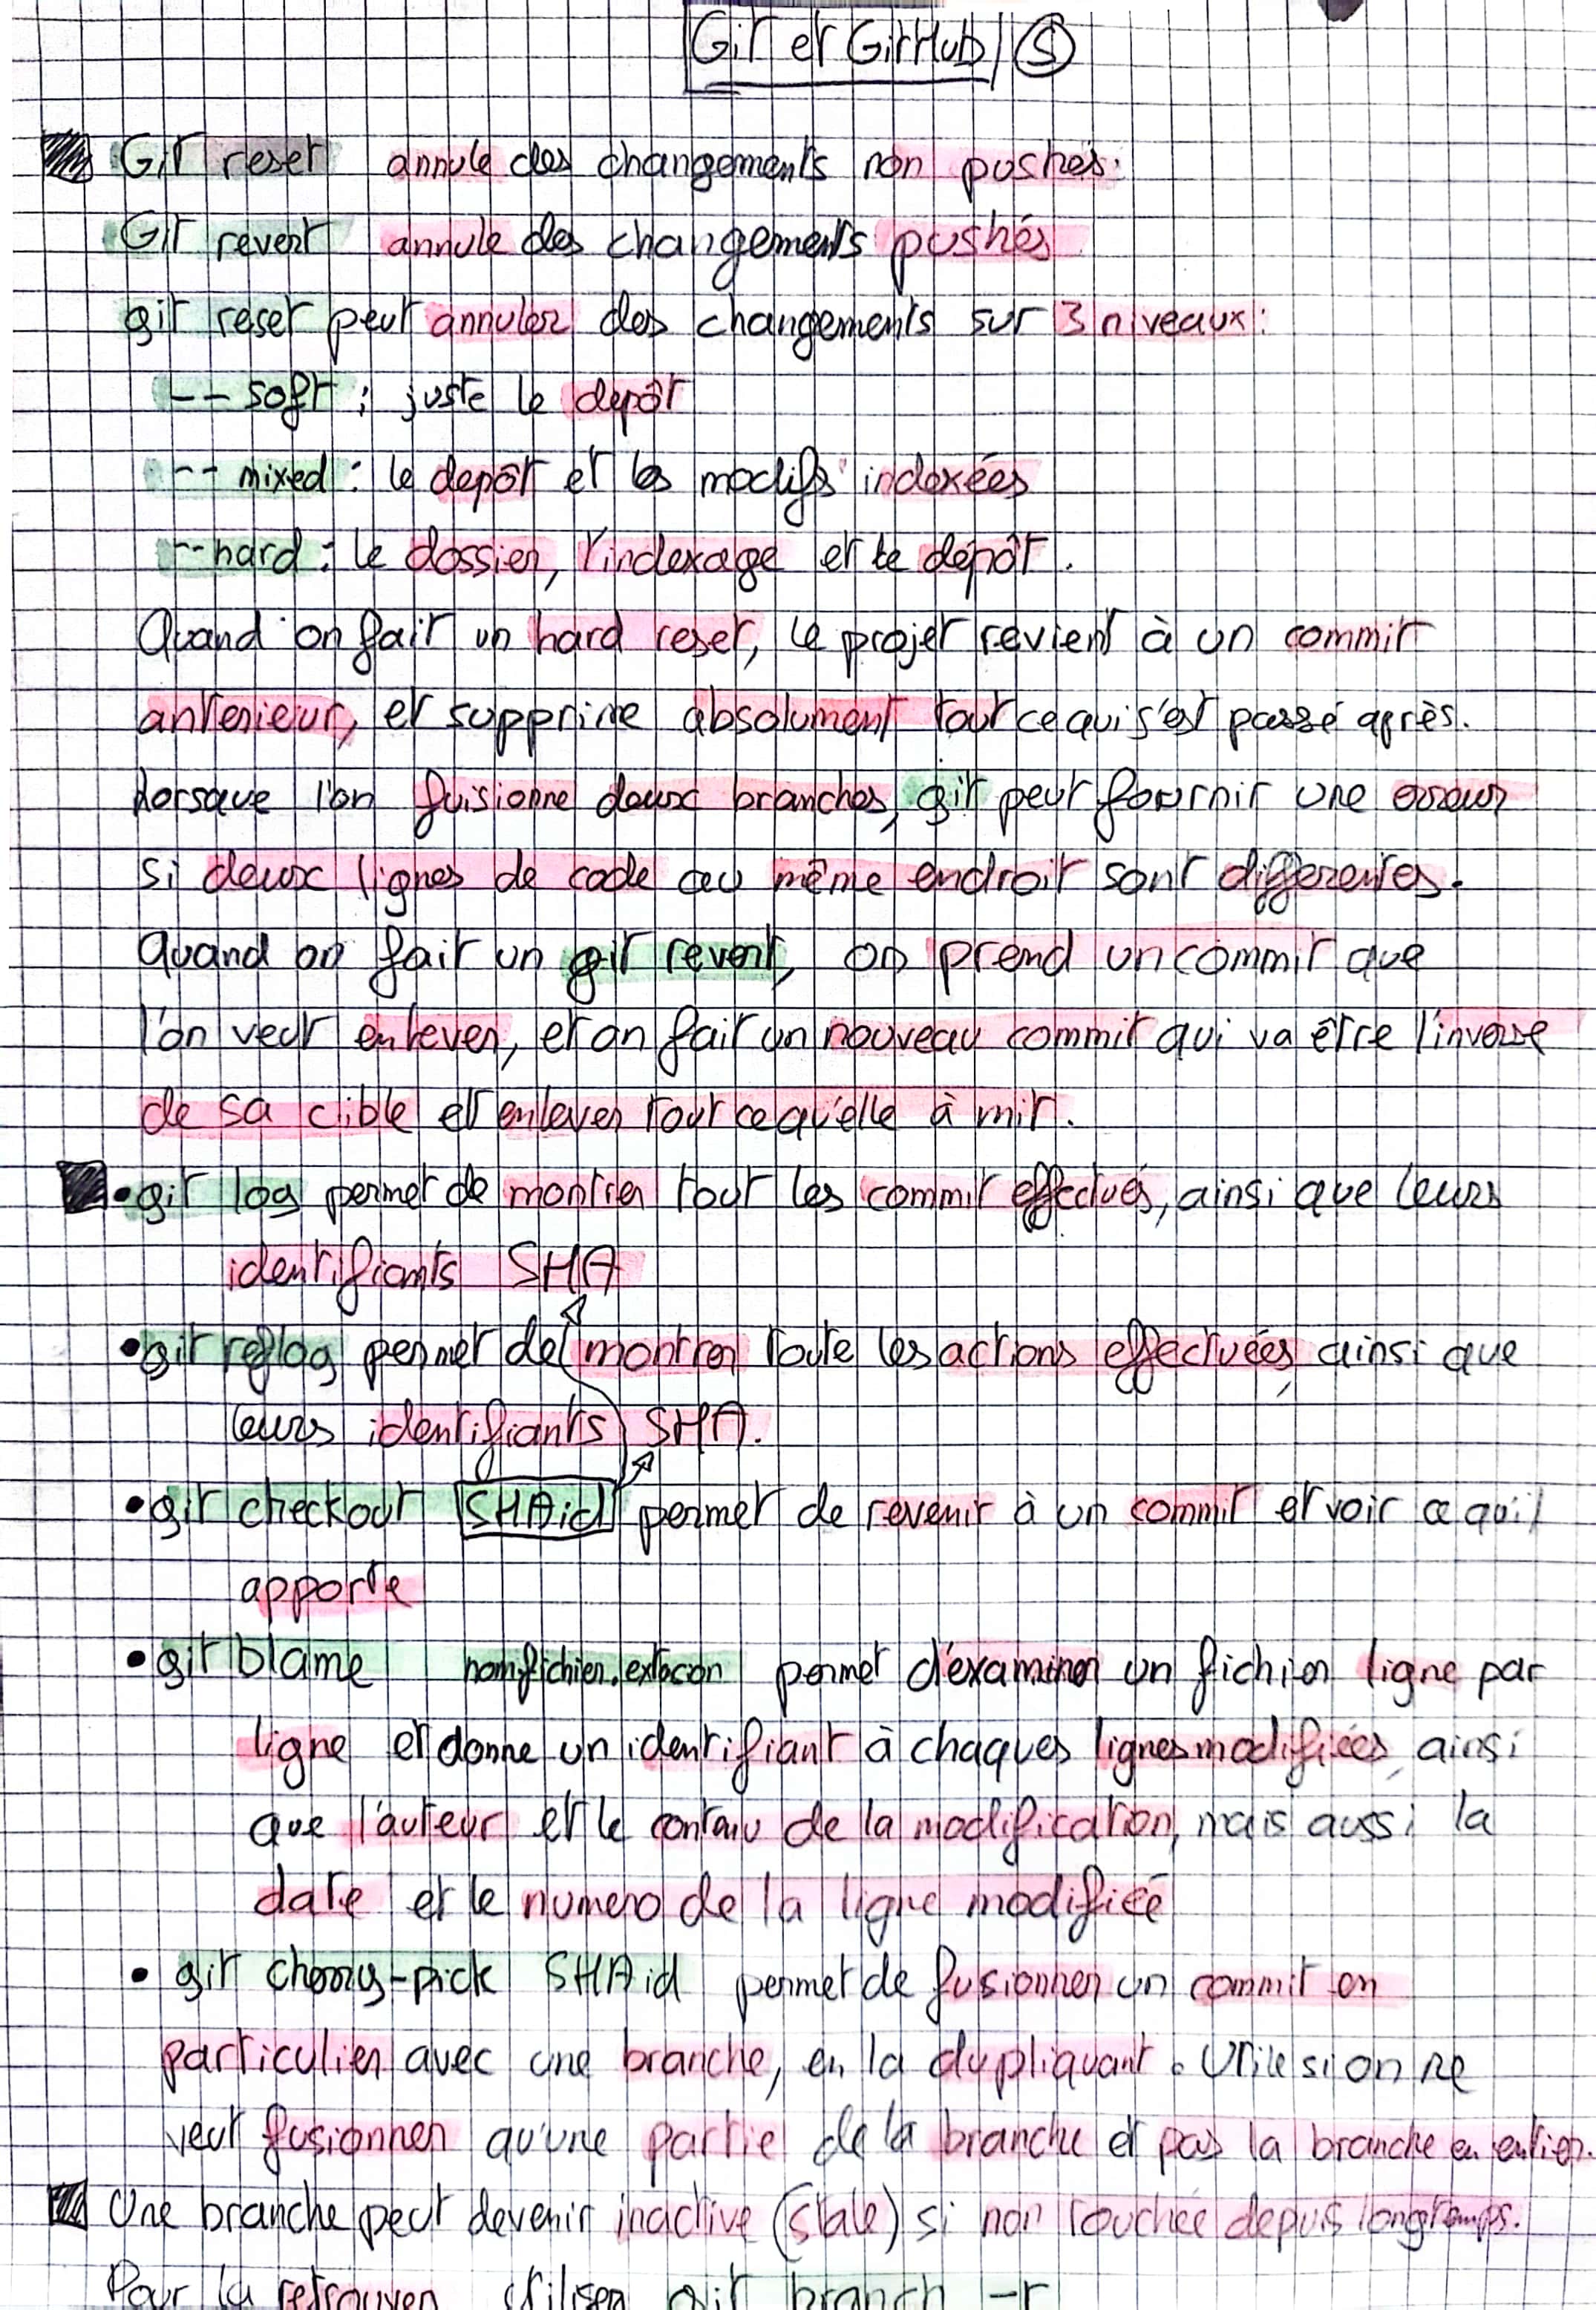 Git et GitHub 5
Git reset annule des changements non pushés.
Git revert annule des changements pushés
git reset peut annuler des changements sur 3 niveaux :
-- soft : juste le depôt
-- mixed : le depôt et les modifs indexées
--hard : le dossier, l'indexage et le dépôt.
Quand on fait un hard reset, le projet revient à un commit
anterieur, et supprime absolument tout ce qui s'est passé après.
Lorsque l'on fuisionne deux branches, git peut fournir une erreur
si deux lignes de code au même endroit sont differentes.
Quand on fait un git revert, on prend un commit que
l'on veut enlever, et on fait un nouveau commit qui va être l'inverse
de sa cible et enlever tout ce qu'elle à mit.
• git log permet de montrer tout les commit effectués, ainsi que leurs
identifiants SHA
• git reflog permet de montrer toute les actions effectuées, ainsi que
leurs identifiants SHA.
• git checkout SHAid permet de revenir à un commit et voir ce qu'il
apporte
• git blame nomfichier. permet d'examiner un fichier ligne par
ligne et donne un identifiant à chaques lignes modifiées, ainsi
que l'auteur et le contenu de la modification, mais aussi la
date et le numero de la ligne modifiée
• git cherry-pick SHAid permet de fusionner un commit en
particulier avec une branche, en la dupliquant. Utile si on ne
veut fusionner qu'une partie de la branche et pas la branche en entier.
Une branche peut devenir inactive (stale) si non touchée depuis longtemps.
Pour la retrouver utiliser git branch -r